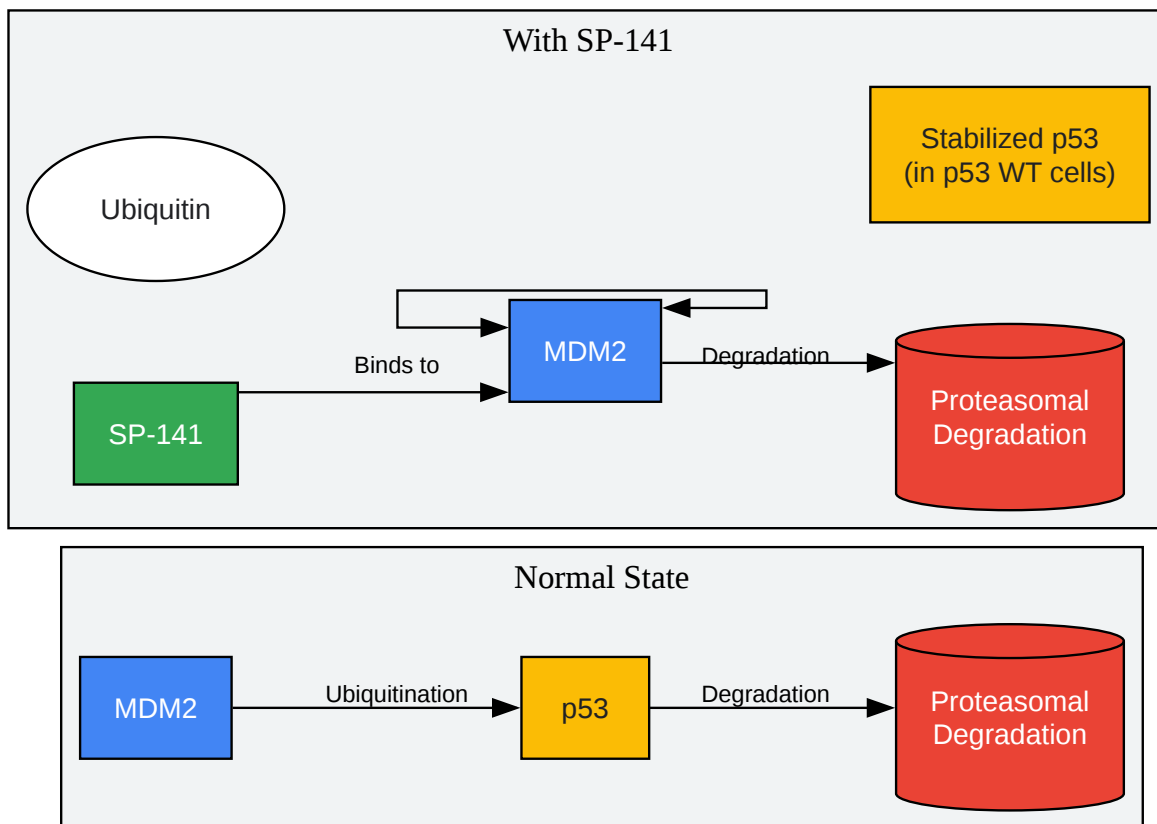 With SP-141
Stabilized p53
(in p53 WT cells)
Ubiquitin
MDM2
Degradation
Binds to
Proteasomal
Degradation
SP-141
Normal State
MDM2
Ubiquitination
p53
Degradation
Proteasomal
Degradation